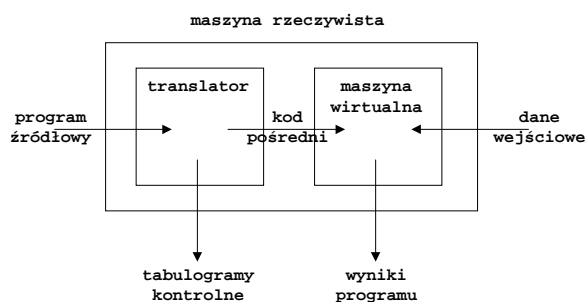 maszyna rzeczywista
translator
maszyna
wirtualna
program
źródłowy
kod
pośredni
dane
wejściowe
tabulogramy
kontrolne
wyniki
programu